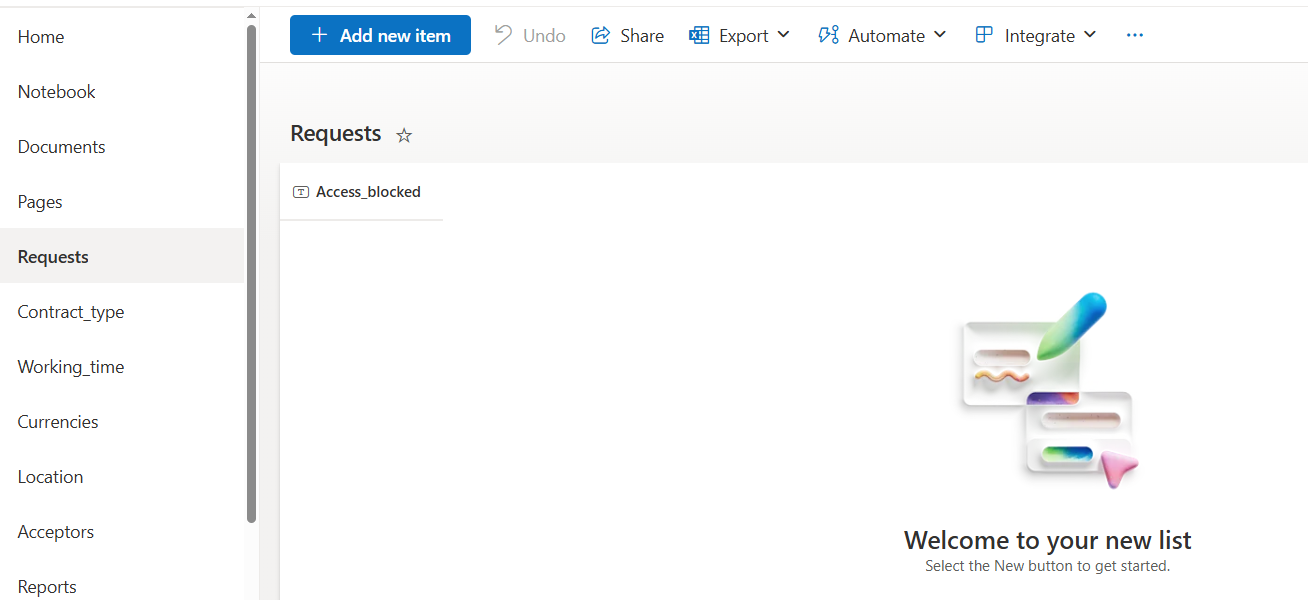 Home
Notebook
Documents
Pages
Requests
Contract_type
Working_time
Currencies
Location
Acceptors
Reports
Add new item Undo Share Export Automate Integrate
Requests
Access_blocked
Welcome to your new list
Select the New button to get started.